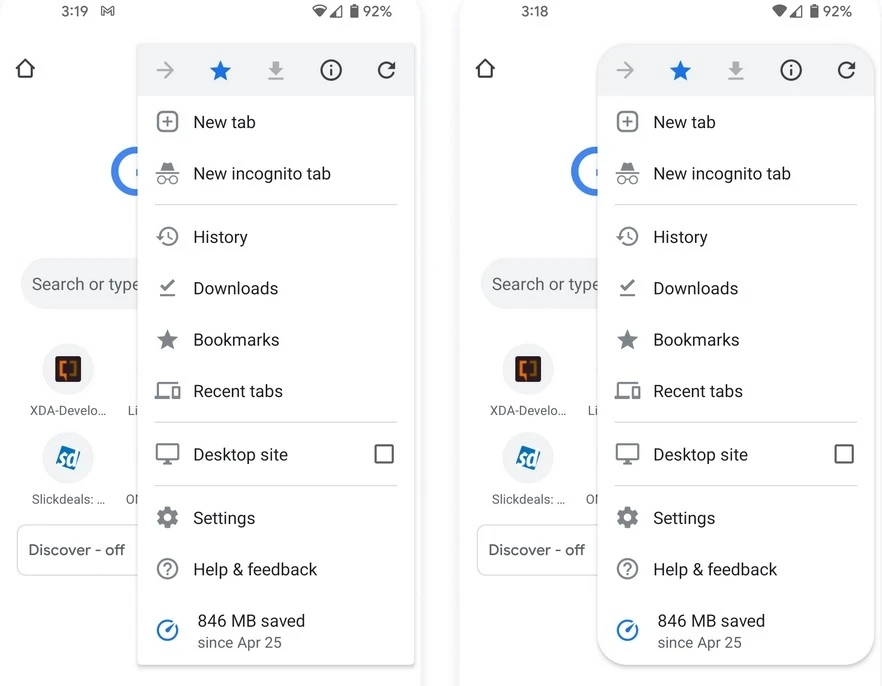 3:19
92%
New tab
New incognito tab
History
Search or type
Downloads
Bookmarks
Recent tabs
XDA-Develo...
Li
Desktop site
sd
Slickdeals: ...
Settings
Discover - off
Help & feedback
846 MB saved
since Apr 25
3:18
92%
New tab
New incognito tab
History
Search or type
Downloads
Bookmarks
Recent tabs
XDA-Develo...
Li
Desktop site
sd
Slickdeals: ...
Settings
Discover - off
Help & feedback
846 MB saved
since Apr 25